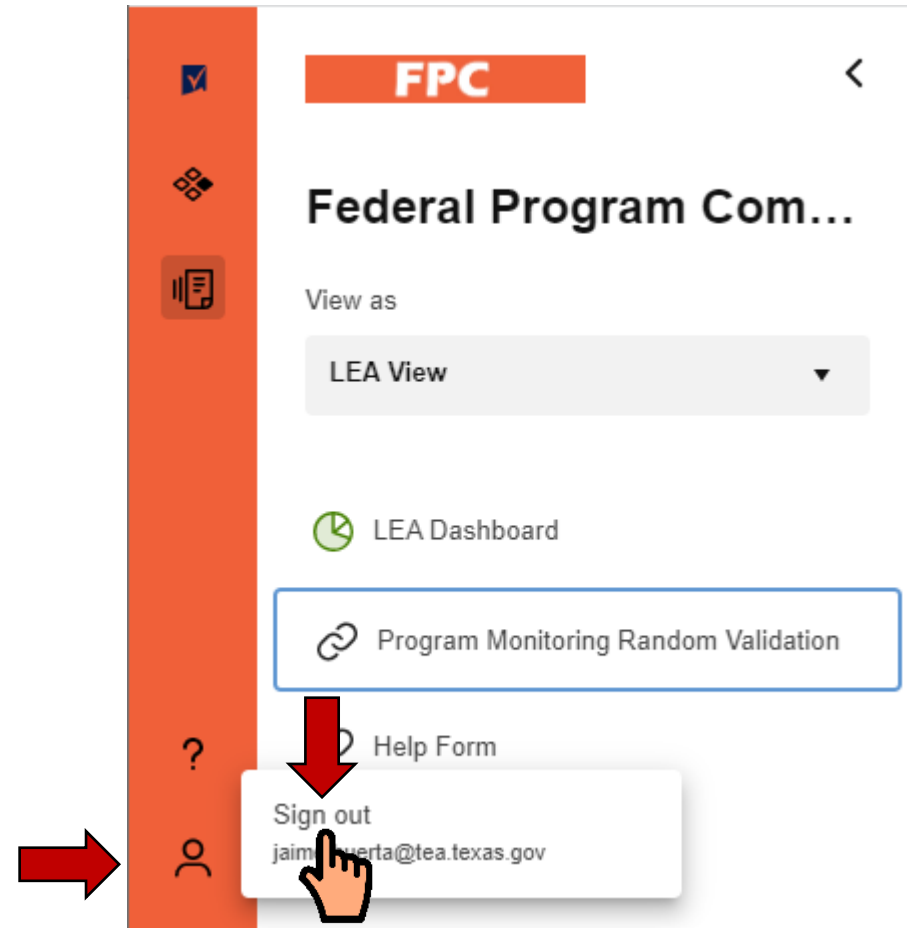 FPC
Federal Program Com...
View as
LEA View
LEA Dashboard
Program Monitoring Random Validation
Help Form
?
Sign out